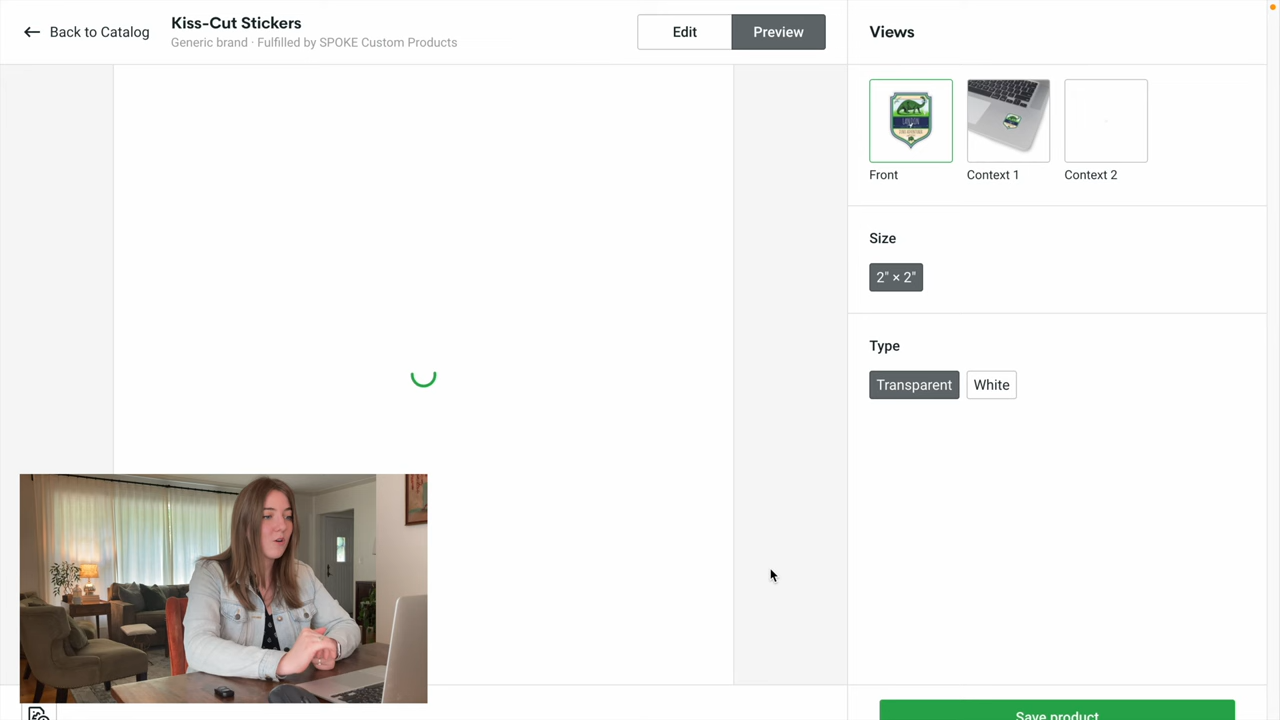 Back to Catalog
Kiss-Cut Stickers
Generic brand · Fulfilled by SPOKE Custom Products
Edit
Preview
Views
Front
Context 1
Context 2
Size
2" × 2"
Type
Transparent
White
Save product